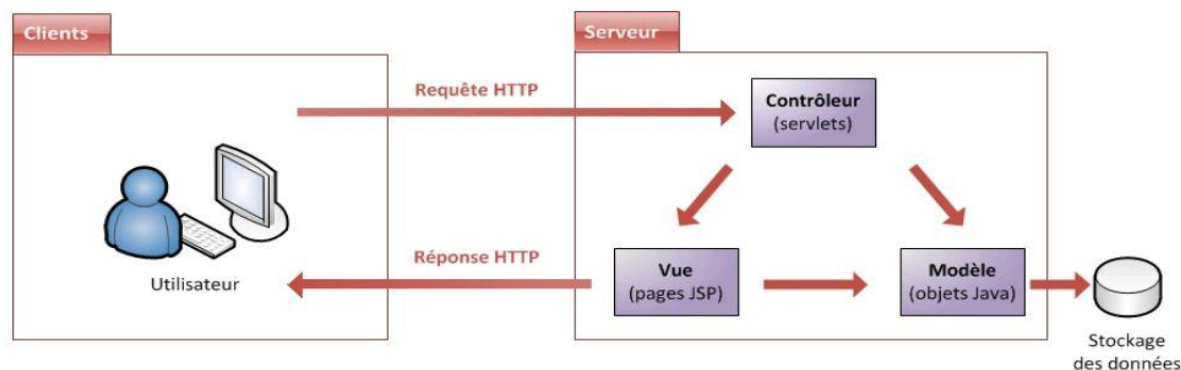 Clients
Serveur
Requête HTTP
Contrôleur
(servlets)
Réponse HTTP
Utilisateur
Vue
(pages JSP)
Modèle
(objets Java)
Stockage
des données